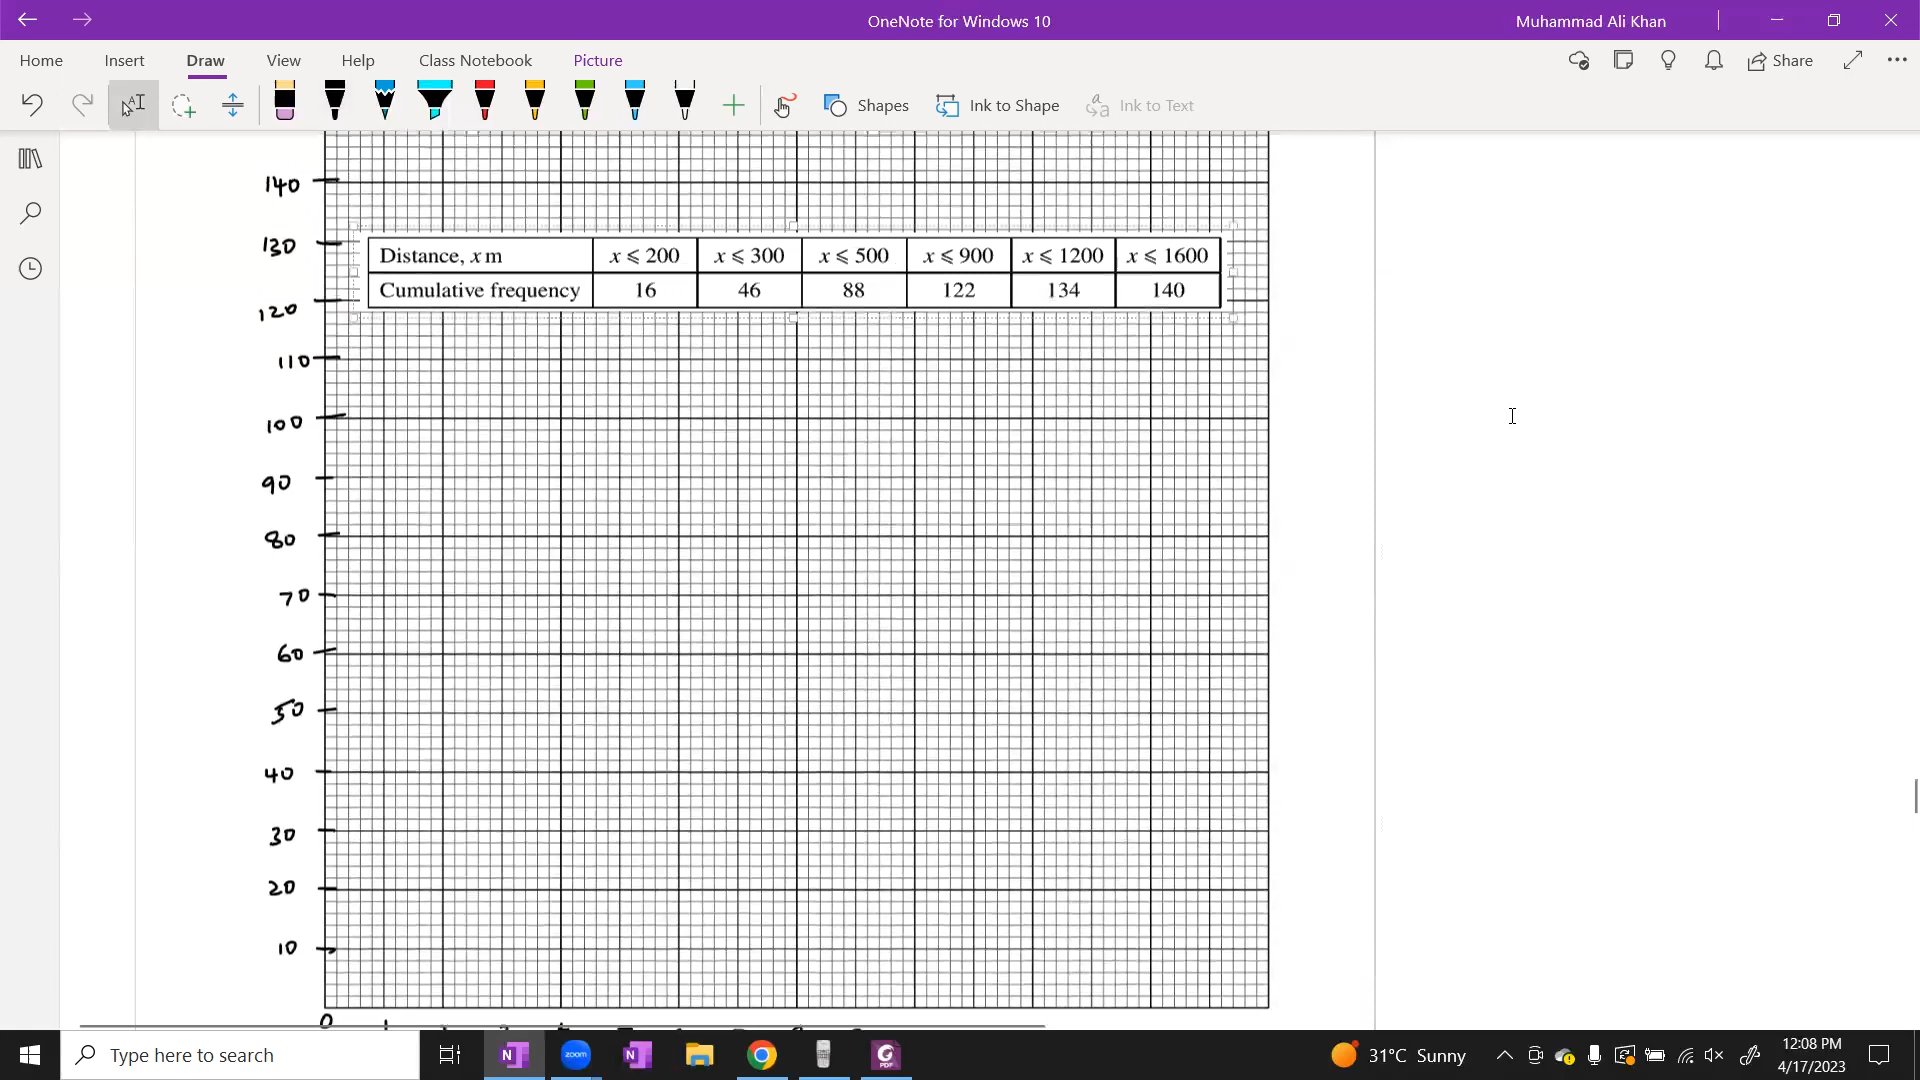 OneNote for Windows 10
Muhammad Ali Khan
Home Insert Draw View Help Class Notebook Picture
Share
Shapes Ink to Shape Ink to Text
140
130
Distance, x m x ⩽ 200 x ⩽ 300 x ⩽ 500 x ⩽ 900 x ⩽ 1200 x ⩽ 1600
Cumulative frequency 16 46 88 122 134 140
120
110
100
90
80
70
60
50
40
30
20
10
0
Type here to search
zoom
PDF
31°C Sunny
12:08 PM
4/17/2023